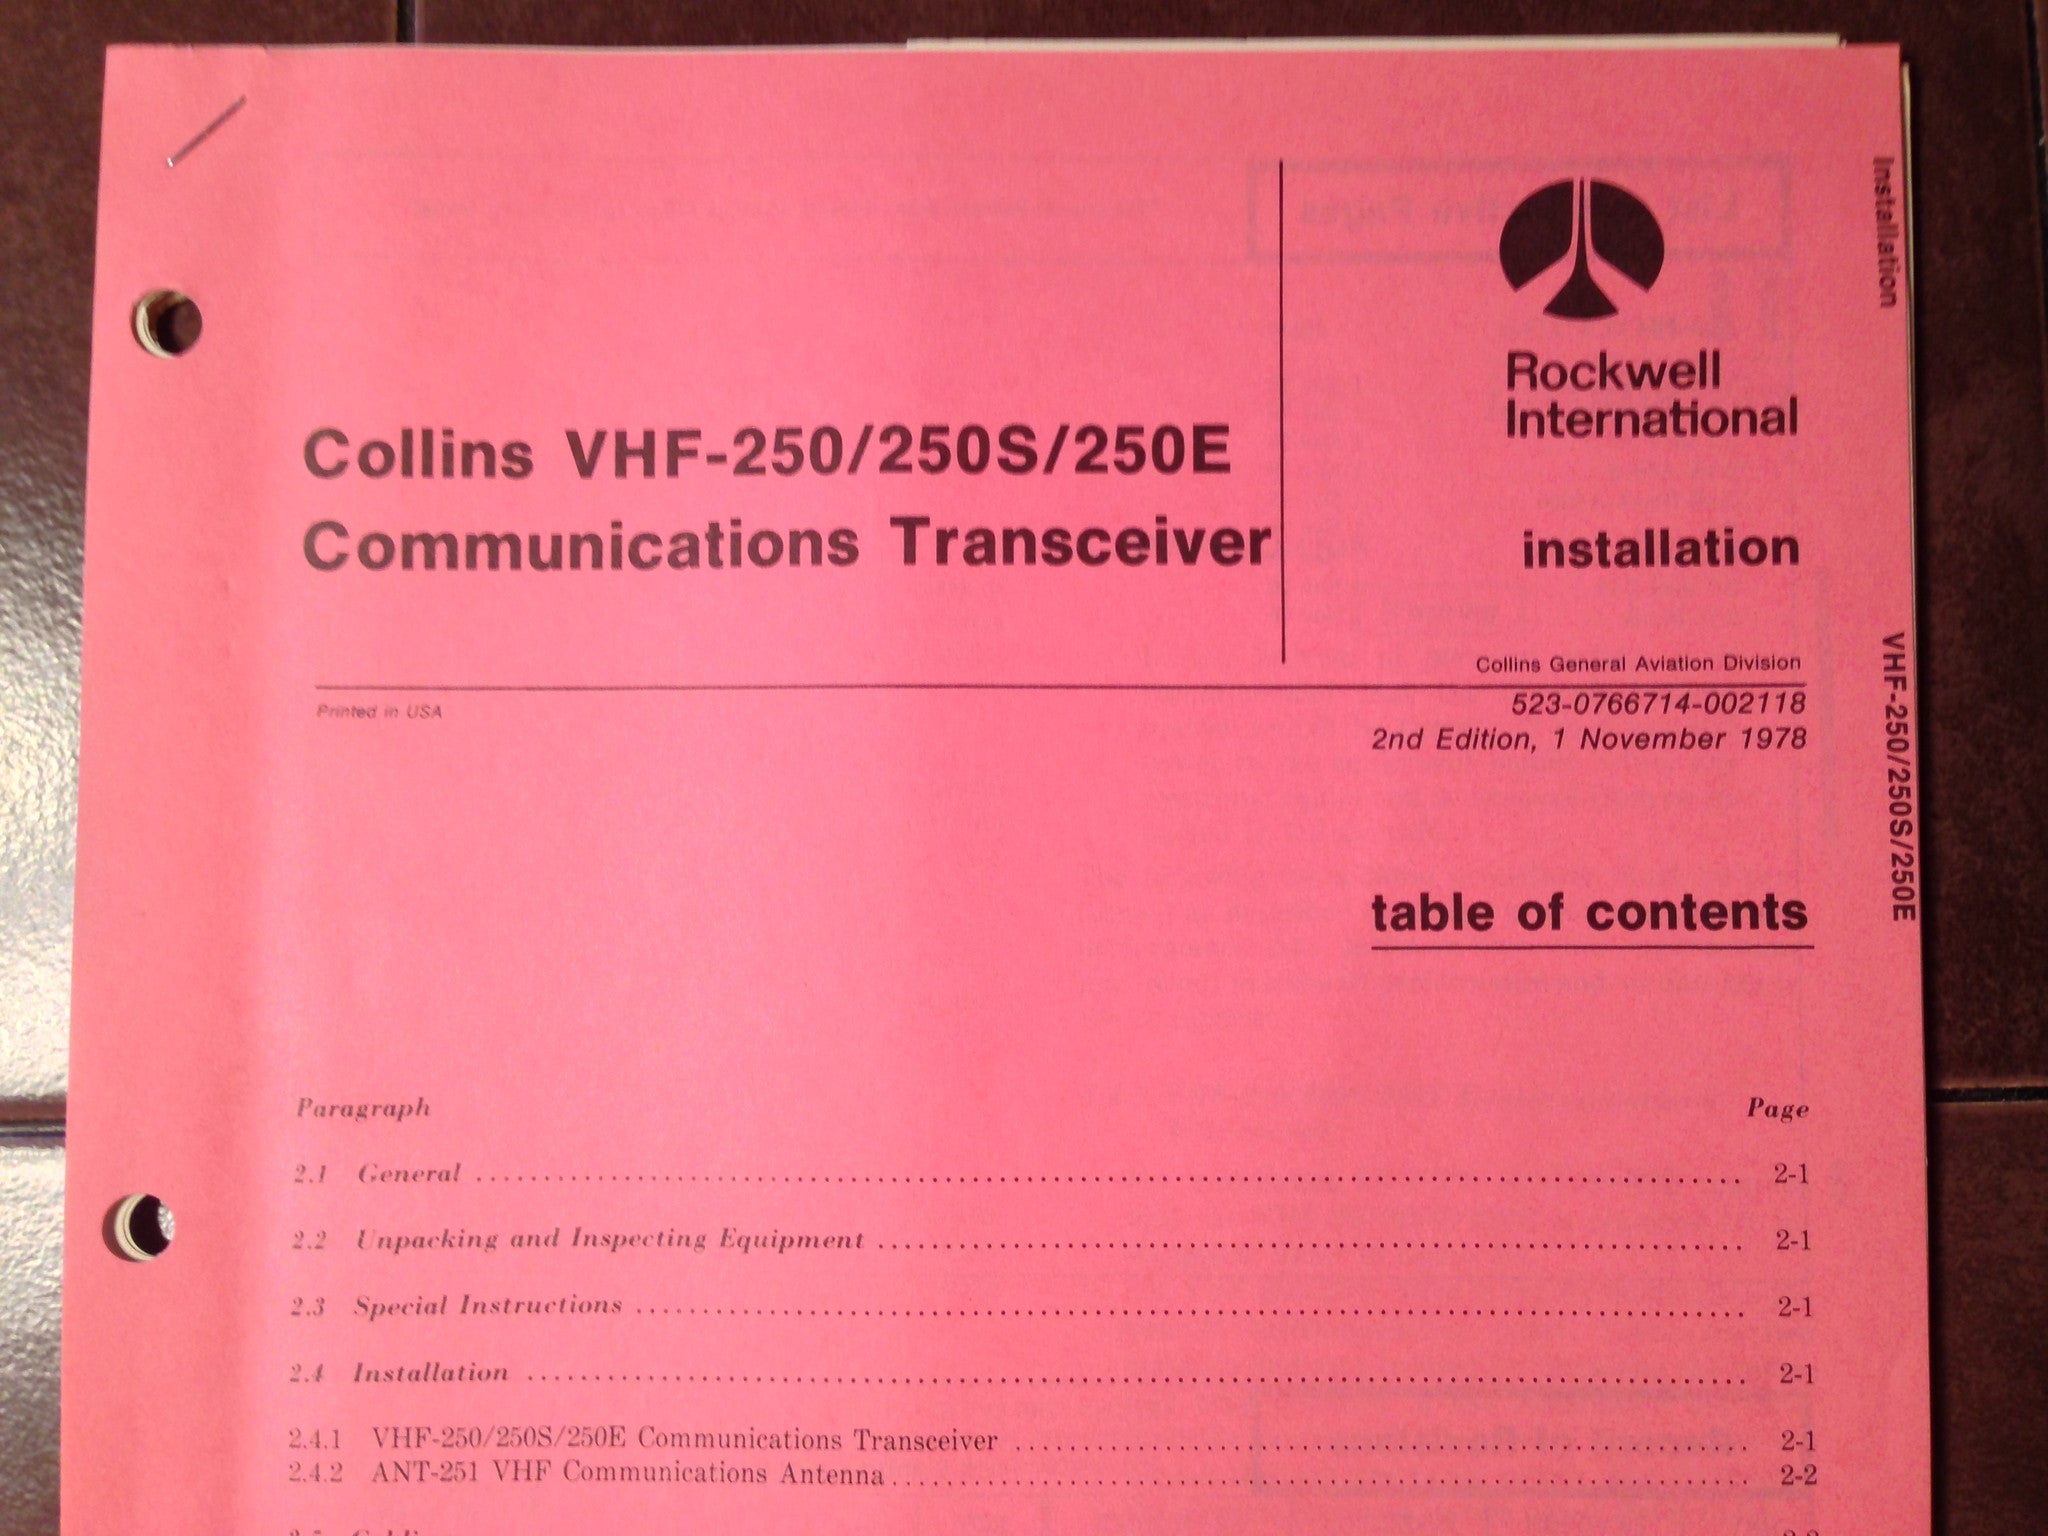 Rockwell
International
Collins VHF-250/250S/250E
Communications Transceiver
installation
Collins General Aviation Division
Printed in USA
523-0766714-002118
2nd Edition, 1 November 1978
table of contents
Installation
VHF-250/250S/250E
Paragraph Page
2.1 General 2-1
2.2 Unpacking and Inspecting Equipment 2-1
2.3 Special Instructions 2-1
2.4 Installation 2-1
2.4.1 VHF-250/250S/250E Communications Transceiver 2-1
2.4.2 ANT-251 VHF Communications Antenna 2-2